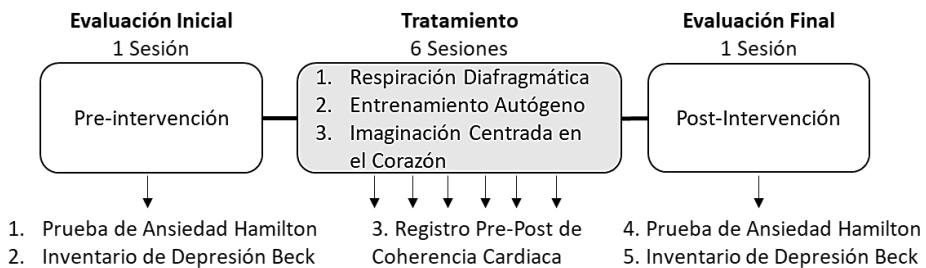 Evaluación Inicial
1 Sesión
Pre-intervención
1. Prueba de Ansiedad Hamilton
2. Inventario de Depresión Beck
Tratamiento
6 Sesiones
1. Respiración Diafragmática
2. Entrenamiento Autógeno
3. Imaginación Centrada en
el Corazón
3. Registro Pre-Post de
Coherencia Cardiaca
Evaluación Final
1 Sesión
Post-Intervención
4. Prueba de Ansiedad Hamilton
5. Inventario de Depresión Beck